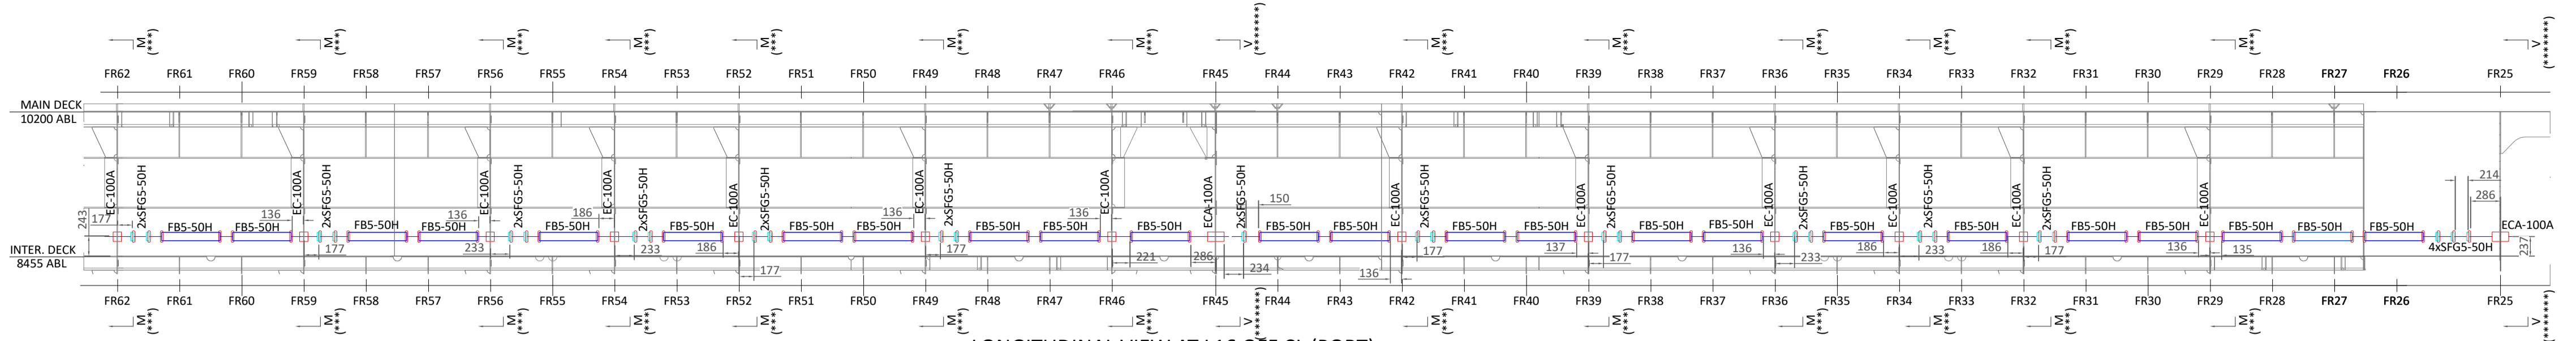 M (***) M (***) M (***) M (***) M (***) M (***) M (***) V (*******) M (***) M (***) M (***) M (***) M (***) M (***) V (*******)
FR62 FR61 FR60 FR59 FR58 FR57 FR56 FR55 FR54 FR53 FR52 FR51 FR50 FR49 FR48 FR47 FR46 FR45 FR44 FR43 FR42 FR41 FR40 FR39 FR38 FR37 FR36 FR35 FR34 FR33 FR32 FR31 FR30 FR29 FR28 FR27 FR26 FR25
MAIN DECK
10200 ABL
EC-100A 2xSFG5-50H EC-100A 2xSFG5-50H EC-100A 2xSFG5-50H EC-100A 2xSFG5-50H EC-100A 2xSFG5-50H EC-100A 2xSFG5-50H EC-100A ECA-100A 2xSFG5-50H EC-100A 2xSFG5-50H EC-100A 2xSFG5-50H EC-100A 2xSFG5-50H EC-100A 2xSFG5-50H EC-100A 2xSFG5-50H EC-100A
214
150 286
243 177 136 136 186 136 136
FB5-50H FB5-50H FB5-50H FB5-50H FB5-50H FB5-50H FB5-50H FB5-50H FB5-50H FB5-50H FB5-50H FB5-50H FB5-50H FB5-50H FB5-50H FB5-50H FB5-50H FB5-50H FB5-50H FB5-50H FB5-50H FB5-50H FB5-50H FB5-50H ECA-100A
INTER. DECK
8455 ABL
177 233 233 186 177 177 221 286 234 136 177 137 177 136 233 186 233 186 177 136 135 4xSFG5-50H 237
FR62 FR61 FR60 FR59 FR58 FR57 FR56 FR55 FR54 FR53 FR52 FR51 FR50 FR49 FR48 FR47 FR46 FR45 FR44 FR43 FR42 FR41 FR40 FR39 FR38 FR37 FR36 FR35 FR34 FR33 FR32 FR31 FR30 FR29 FR28 FR27 FR26 FR25
M (***) M (***) M (***) M (***) M (***) M (***) M (***) V (*******) M (***) M (***) M (***) M (***) M (***) M (***) V (*******)